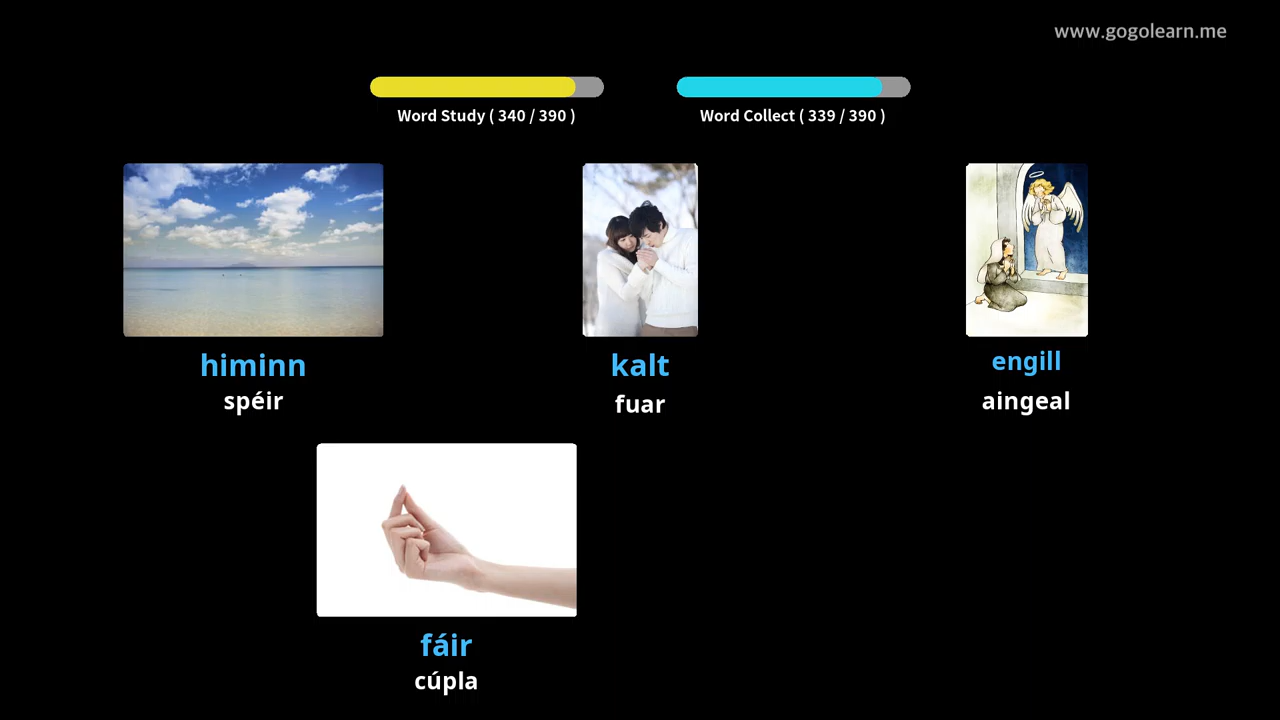 www.gogolearn.me
Word Study ( 340 / 390 )
Word Collect ( 339 / 390 )
himinn
spéir
kalt
fuar
engill
aingeal
fáir
cúpla